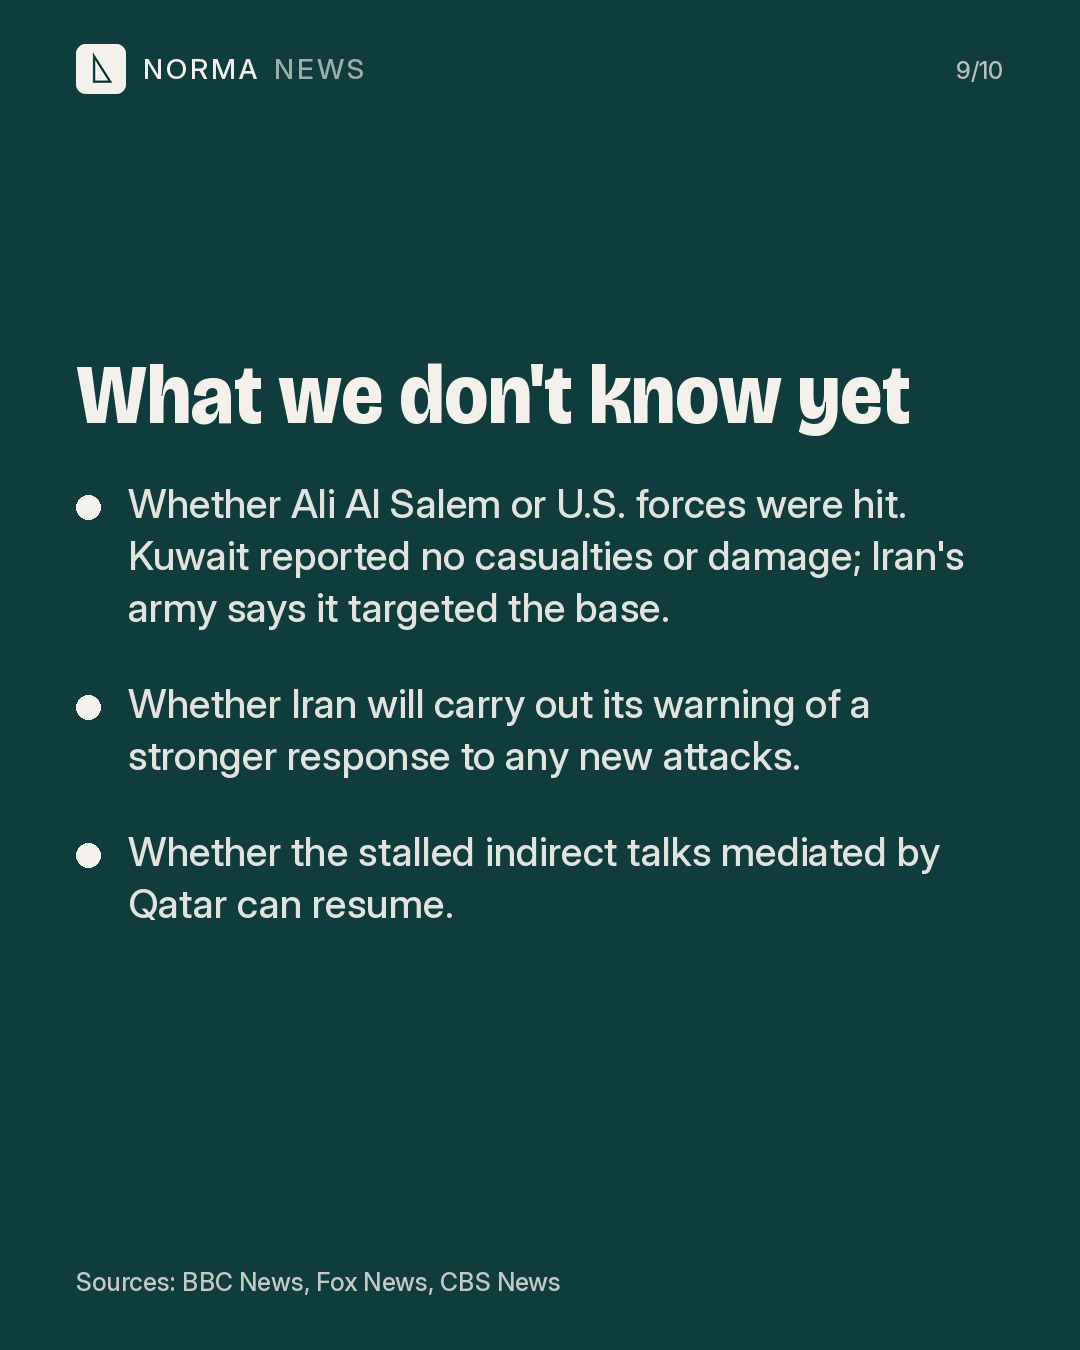 NORMA NEWS
9/10
What we don't know yet
Whether Ali Al Salem or U.S. forces were hit.
Kuwait reported no casualties or damage; Iran's
army says it targeted the base.
Whether Iran will carry out its warning of a
stronger response to any new attacks.
Whether the stalled indirect talks mediated by
Qatar can resume.
Sources: BBC News, Fox News, CBS News